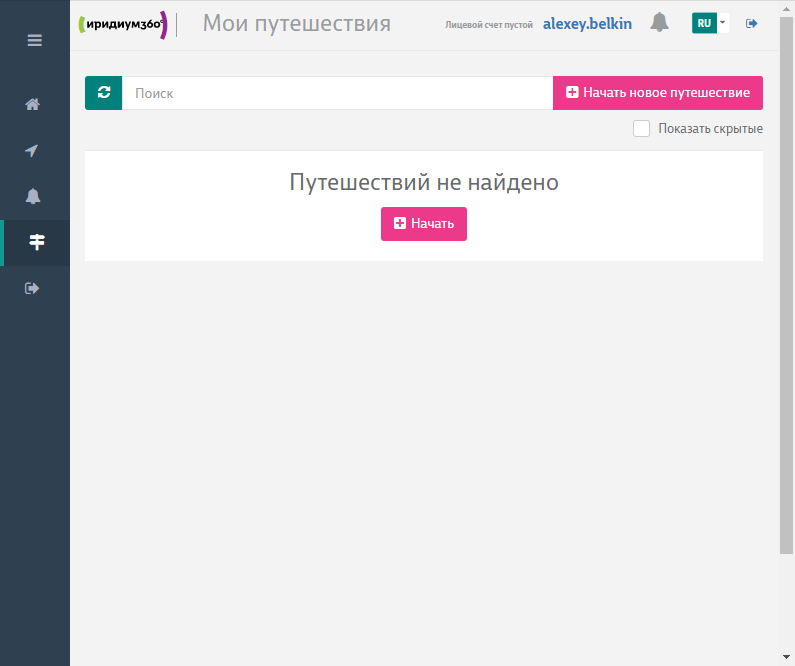 иридиум360°
Мои путешествия
Лицевой счет пустой
alexey.belkin
RU
Поиск
Начать новое путешествие
Показать скрытые
Путешествий не найдено
Начать